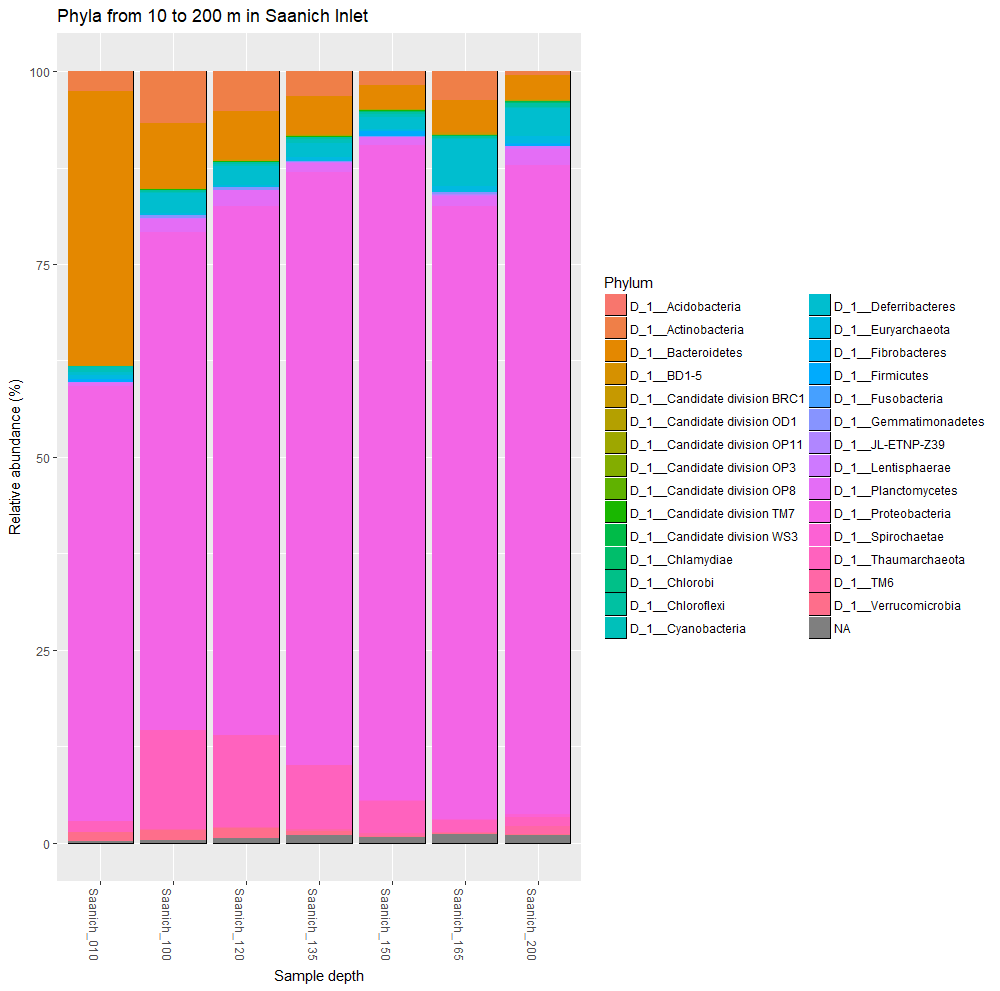 Phyla from 10 to 200 m in Saanich Inlet
Relative abundance (%)
100
75
50
25
0
Saanich_010
Saanich_100
Saanich_120
Saanich_135
Saanich_150
Saanich_165
Saanich_200
Sample depth
Phylum
D_1__Acidobacteria
D_1__Actinobacteria
D_1__Bacteroidetes
D_1__BD1-5
D_1__Candidate division BRC1
D_1__Candidate division OD1
D_1__Candidate division OP11
D_1__Candidate division OP3
D_1__Candidate division OP8
D_1__Candidate division TM7
D_1__Candidate division WS3
D_1__Chlamydiae
D_1__Chlorobi
D_1__Chloroflexi
D_1__Cyanobacteria
D_1__Deferribacteres
D_1__Euryarchaeota
D_1__Fibrobacteres
D_1__Firmicutes
D_1__Fusobacteria
D_1__Gemmatimonadetes
D_1__JL-ETNP-Z39
D_1__Lentisphaerae
D_1__Planctomycetes
D_1__Proteobacteria
D_1__Spirochaetae
D_1__Thaumarchaeota
D_1__TM6
D_1__Verrucomicrobia
NA